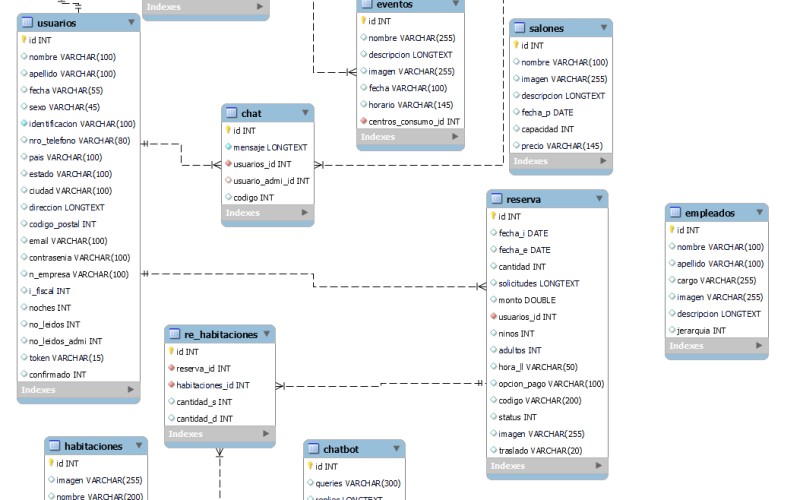 Indexes
usuarios
id INT
nombre VARCHAR(100)
apellido VARCHAR(100)
fecha VARCHAR(55)
sexo VARCHAR(45)
identificacion VARCHAR(100)
nro_telefono VARCHAR(80)
pais VARCHAR(100)
estado VARCHAR(100)
ciudad VARCHAR(100)
direccion LONGTEXT
codigo_postal INT
email VARCHAR(100)
contrasenia VARCHAR(100)
n_empresa VARCHAR(100)
i_fiscal INT
noches INT
no_leidos INT
no_leidos_admi INT
token VARCHAR(15)
confirmado INT
Indexes
eventos
id INT
nombre VARCHAR(255)
descripcion LONGTEXT
imagen VARCHAR(255)
fecha VARCHAR(100)
horario VARCHAR(145)
centros_consumo_id INT
Indexes
salones
id INT
nombre VARCHAR(100)
imagen VARCHAR(255)
descripcion LONGTEXT
fecha_p DATE
capacidad INT
precio VARCHAR(145)
Indexes
chat
id INT
mensaje LONGTEXT
usuarios_id INT
usuario_admi_id INT
codigo INT
Indexes
reserva
id INT
fecha_i DATE
fecha_e DATE
cantidad INT
solicitudes LONGTEXT
monto DOUBLE
usuarios_id INT
ninos INT
adultos INT
hora_ll VARCHAR(50)
opcion_pago VARCHAR(100)
codigo VARCHAR(200)
status INT
imagen VARCHAR(255)
traslado VARCHAR(20)
Indexes
empleados
id INT
nombre VARCHAR(100)
apellido VARCHAR(100)
cargo VARCHAR(255)
imagen VARCHAR(255)
descripcion LONGTEXT
jerarquia INT
Indexes
re_habitaciones
id INT
reserva_id INT
habitaciones_id INT
cantidad_s INT
cantidad_d INT
Indexes
habitaciones
id INT
imagen VARCHAR(255)
nombre VARCHAR(200)
chatbot
id INT
queries VARCHAR(300)
replies LONGTEXT